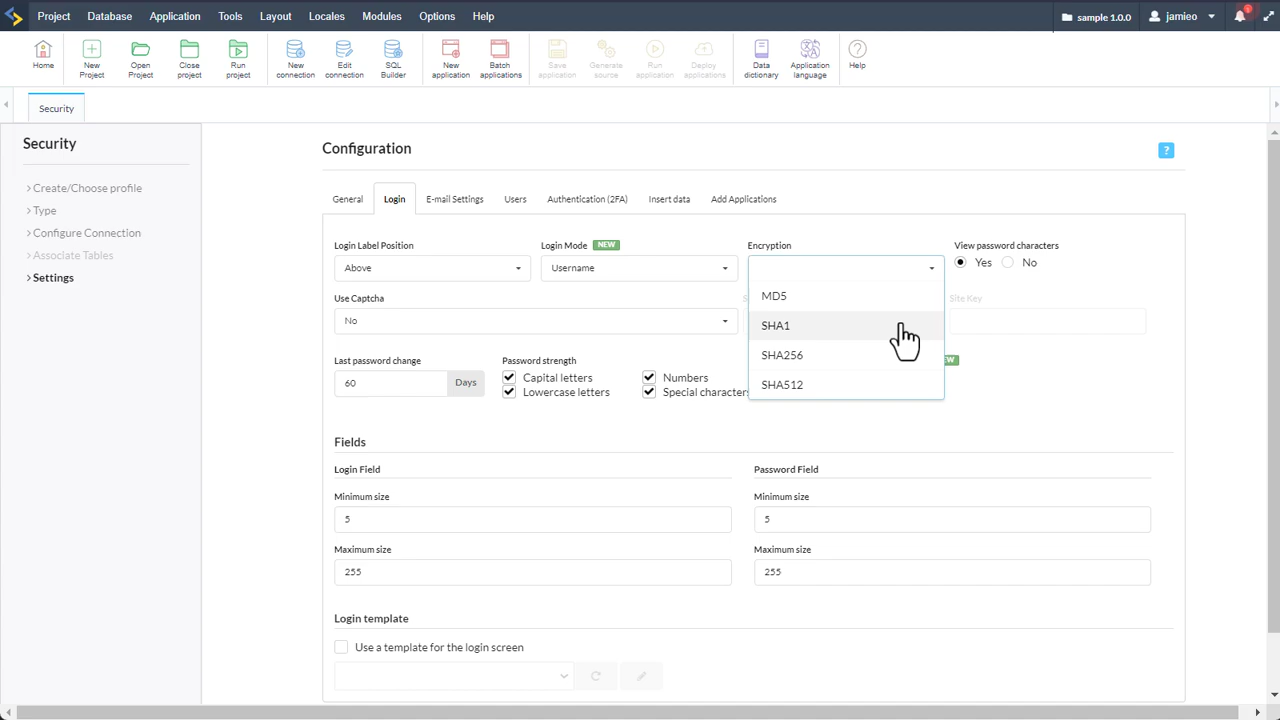 Project Database Application Tools Layout Locales Modules Options Help
sample 1.0.0 jamieo 1
Home
New Project
Open Project
Close project
Run project
New connection
Edit connection
SQL Builder
New application
Batch applications
Save application
Generate source
Run application
Deploy applications
Data dictionary
Application language
Help
Security
Security
Create/Choose profile
Type
Configure Connection
Associate Tables
Settings
Configuration
?
General Login E-mail Settings Users Authentication (2FA) Insert data Add Applications
Login Label Position Login Mode NEW Encryption View password characters
Above Username Yes No
MD5
SHA1
SHA256
SHA512
Use Captcha Site Key
No
Last password change Password strength
60 Days
Capital letters Numbers
Lowercase letters Special characters
Fields
Login Field Password Field
Minimum size Minimum size
5 5
Maximum size Maximum size
255 255
Login template
Use a template for the login screen